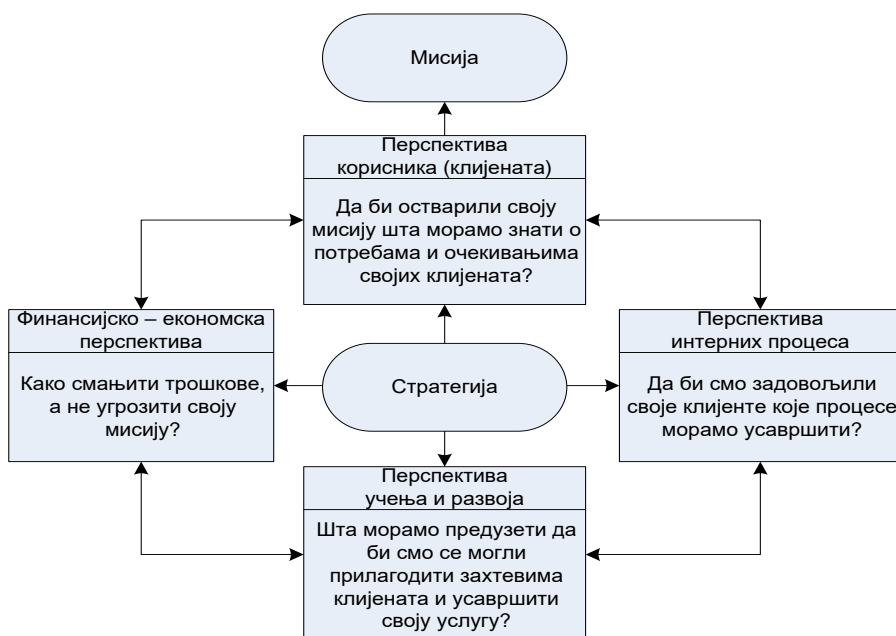 Мисија
Перспектива
корисника (клијената)
Да би остварили своју
мисију шта морамо знати о
потребама и очекивањима
својих клијената?
Финансијско – економска
перспектива
Како смањити трошкове,
а не угрозити своју
мисију?
Стратегија
Перспектива
интерних процеса
Да би смо задовољили
своје клијенте које процесе
морамо усавршити?
Перспектива
учења и развоја
Шта морамо предузети да
би смо се могли
прилагодити захтевима
клијената и усавршити
своју услугу?